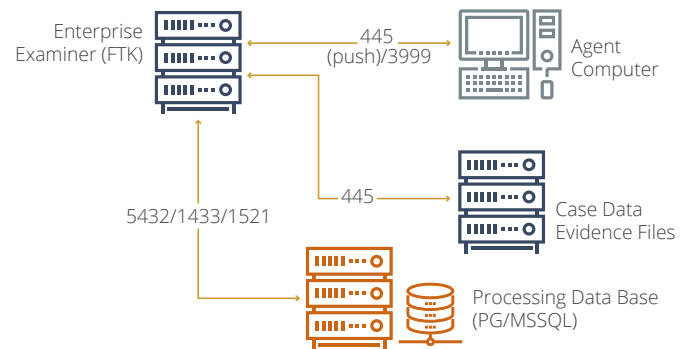 Enterprise
Examiner (FTK)
445
(push)/3999
Agent
Computer
445
Case Data
Evidence Files
5432/1433/1521
Processing Data Base
(PG/MSSQL)